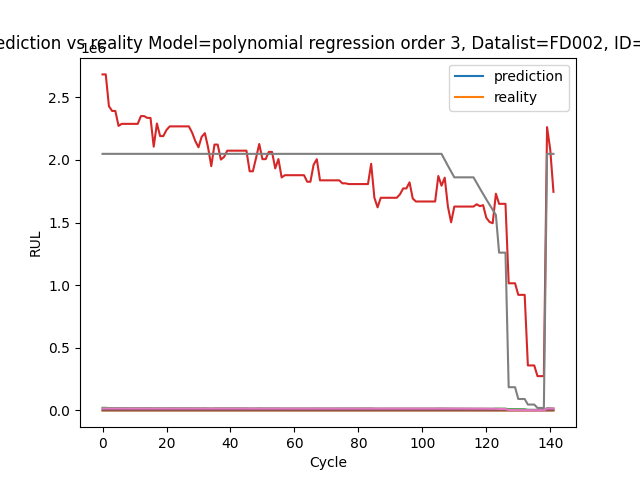 ediction vs reality Model=polynomial regression order 3, Datalist=FD002, ID=
1e6
prediction
reality
2.5
2.0
1.5
1.0
0.5
0.0
RUL
0 20 40 60 80 100 120 140
Cycle